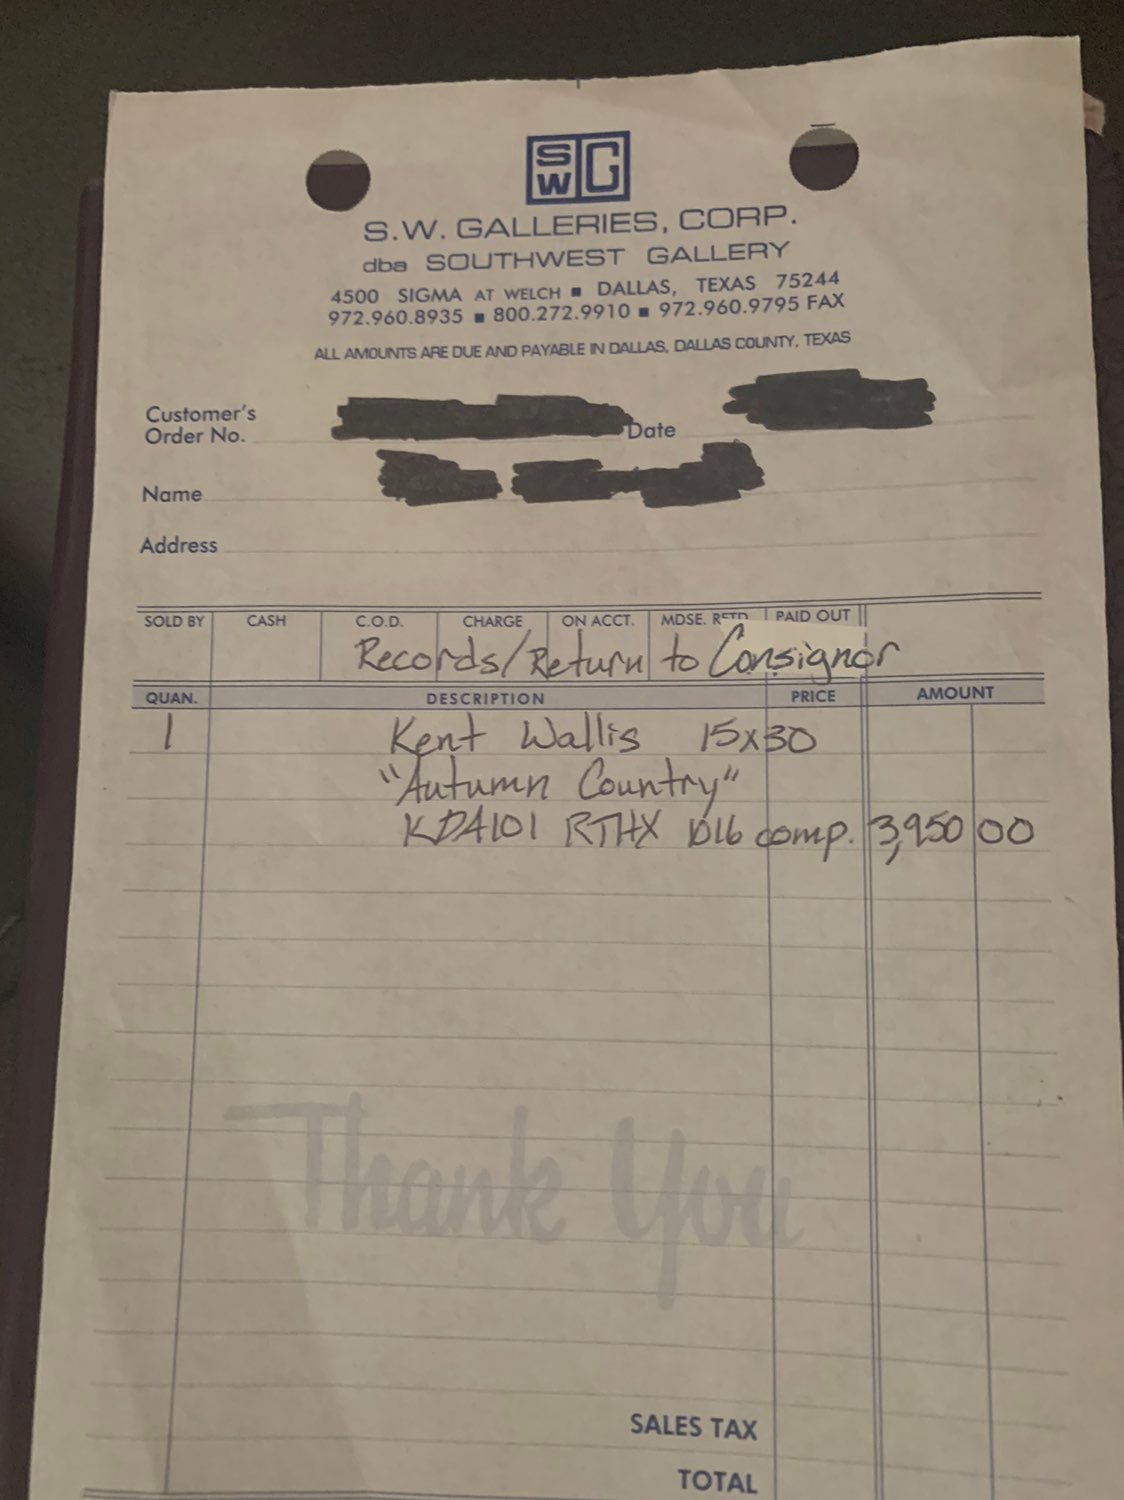 SW G
S.W. GALLERIES, CORP.
dba SOUTHWEST GALLERY
4500 SIGMA AT WELCH ■ DALLAS, TEXAS 75244
972.960.8935 ■ 800.272.9910 ■ 972.960.9795 FAX
ALL AMOUNTS ARE DUE AND PAYABLE IN DALLAS, DALLAS COUNTY, TEXAS
Customer's
Order No. Date
Name
Address
SOLD BY CASH C.O.D. CHARGE ON ACCT. MDSE. RETD. PAID OUT
Records/Return to Consignor
QUAN. DESCRIPTION PRICE AMOUNT
1 Kent Wallis 15x30
"Autumn Country"
KDA101 RTHX comp. 3,950 00
Thank You
SALES TAX
TOTAL